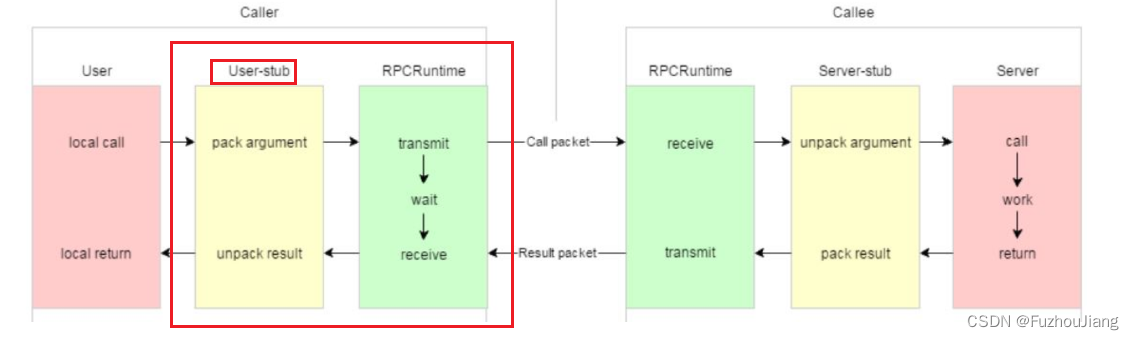 Caller Callee
User User-stub RPCRuntime RPCRuntime Server-stub Server
local call pack argument transmit Call packet receive unpack argument call
wait work
local return unpack result receive Result packet transmit pack result return
CSDN @FuzhouJiang